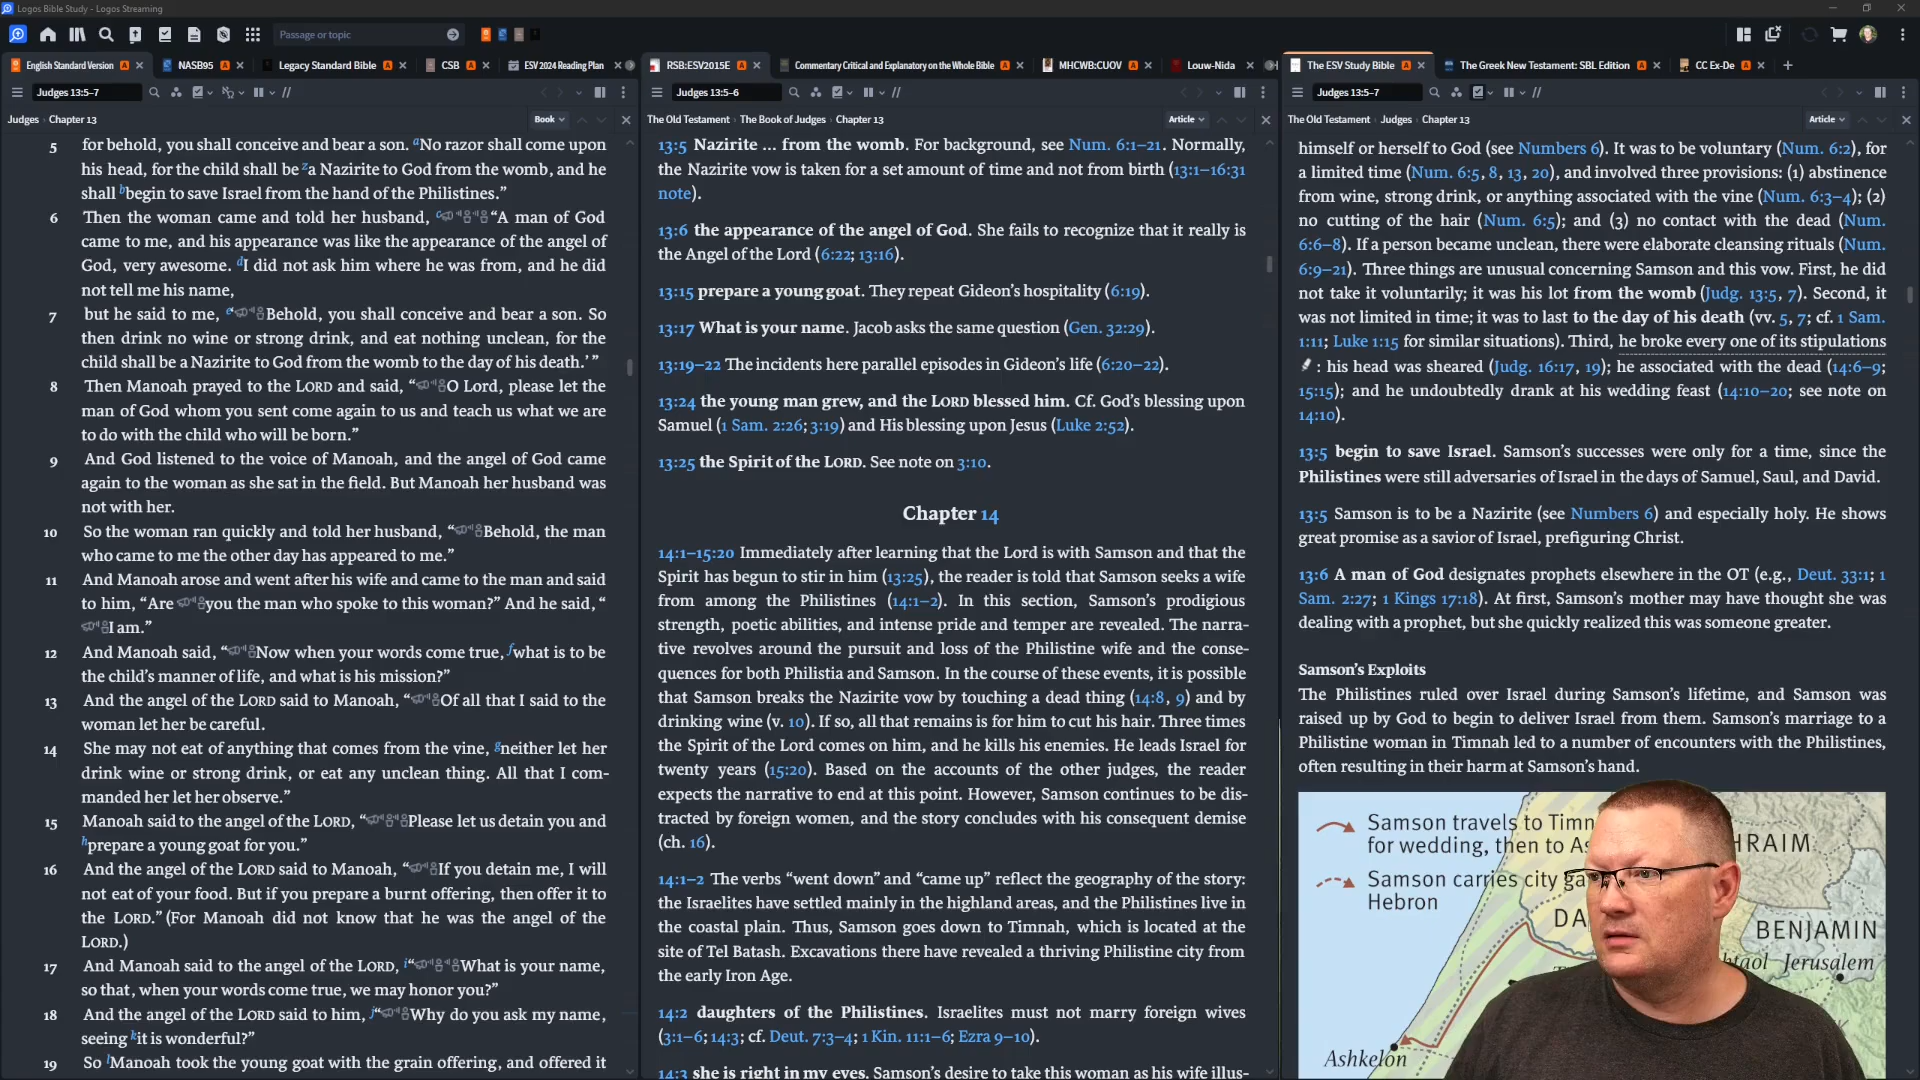 Logos Bible Study - Logos Streaming
Passage or topic
English Standard Version A
NASB95 A
Legacy Standard Bible A
CSB A
ESV 2024 Reading Plan
RSB:ESV2015E A
Commentary Critical and Explanatory on the Whole Bible A
MHCWB:CUOV A
Louw-Nida
The ESV Study Bible A
The Greek New Testament: SBL Edition A
CC Ex-De A
Judges 13:5–7
Judges › Chapter 13
Book
5 for behold, you shall conceive and bear a son. aNo razor shall come upon
his head, for the child shall be za Nazirite to God from the womb, and he
shall bbegin to save Israel from the hand of the Philistines.”
6 Then the woman came and told her husband, c“A man of God
came to me, and his appearance was like the appearance of the angel of
God, very awesome. dI did not ask him where he was from, and he did
not tell me his name,
7 but he said to me, e‘Behold, you shall conceive and bear a son. So
then drink no wine or strong drink, and eat nothing unclean, for the
child shall be a Nazirite to God from the womb to the day of his death.’ ”
8 Then Manoah prayed to the LORD and said, “O Lord, please let the
man of God whom you sent come again to us and teach us what we are
to do with the child who will be born.”
9 And God listened to the voice of Manoah, and the angel of God came
again to the woman as she sat in the field. But Manoah her husband was
not with her.
10 So the woman ran quickly and told her husband, “Behold, the man
who came to me the other day has appeared to me.”
11 And Manoah arose and went after his wife and came to the man and said
to him, “Are you the man who spoke to this woman?” And he said, “
I am.”
12 And Manoah said, “Now when your words come true, fwhat is to be
the child’s manner of life, and what is his mission?”
13 And the angel of the LORD said to Manoah, “Of all that I said to the
woman let her be careful.
14 She may not eat of anything that comes from the vine, gneither let her
drink wine or strong drink, or eat any unclean thing. All that I com-
manded her let her observe.”
15 Manoah said to the angel of the LORD, “Please let us detain you and
hprepare a young goat for you.”
16 And the angel of the LORD said to Manoah, “If you detain me, I will
not eat of your food. But if you prepare a burnt offering, then offer it to
the LORD.” (For Manoah did not know that he was the angel of the
LORD.)
17 And Manoah said to the angel of the LORD, i“What is your name,
so that, when your words come true, we may honor you?”
18 And the angel of the LORD said to him, j“Why do you ask my name,
seeing kit is wonderful?”
19 So lManoah took the young goat with the grain offering, and offered it
Judges 13:5–6
The Old Testament › The Book of Judges › Chapter 13
Article
13:5 Nazirite ... from the womb. For background, see Num. 6:1–21. Normally,
the Nazirite vow is taken for a set amount of time and not from birth (13:1–16:31
note).
13:6 the appearance of the angel of God. She fails to recognize that it really is
the Angel of the Lord (6:22; 13:16).
13:15 prepare a young goat. They repeat Gideon’s hospitality (6:19).
13:17 What is your name. Jacob asks the same question (Gen. 32:29).
13:19–22 The incidents here parallel episodes in Gideon’s life (6:20–22).
13:24 the young man grew, and the LORD blessed him. Cf. God’s blessing upon
Samuel (1 Sam. 2:26; 3:19) and His blessing upon Jesus (Luke 2:52).
13:25 the Spirit of the LORD. See note on 3:10.
Chapter 14
14:1–15:20 Immediately after learning that the Lord is with Samson and that the
Spirit has begun to stir in him (13:25), the reader is told that Samson seeks a wife
from among the Philistines (14:1–2). In this section, Samson’s prodigious
strength, poetic abilities, and intense pride and temper are revealed. The narra-
tive revolves around the pursuit and loss of the Philistine wife and the conse-
quences for both Philistia and Samson. In the course of these events, it is possible
that Samson breaks the Nazirite vow by touching a dead thing (14:8, 9) and by
drinking wine (v. 10). If so, all that remains is for him to cut his hair. Three times
the Spirit of the Lord comes on him, and he kills his enemies. He leads Israel for
twenty years (15:20). Based on the accounts of the other judges, the reader
expects the narrative to end at this point. However, Samson continues to be dis-
tracted by foreign women, and the story concludes with his consequent demise
(ch. 16).
14:1–2 The verbs “went down” and “came up” reflect the geography of the story:
the Israelites have settled mainly in the highland areas, and the Philistines live in
the coastal plain. Thus, Samson goes down to Timnah, which is located at the
site of Tel Batash. Excavations there have revealed a thriving Philistine city from
the early Iron Age.
14:2 daughters of the Philistines. Israelites must not marry foreign wives
(3:1–6; 14:3; cf. Deut. 7:3–4; 1 Kin. 11:1–6; Ezra 9–10).
14:3 she is right in my eyes. Samson’s desire to take this woman as his wife illus-
Judges 13:5–7
The Old Testament › Judges › Chapter 13
Article
himself or herself to God (see Numbers 6). It was to be voluntary (Num. 6:2), for
a limited time (Num. 6:5, 8, 13, 20), and involved three provisions: (1) abstinence
from wine, strong drink, or anything associated with the vine (Num. 6:3–4); (2)
no cutting of the hair (Num. 6:5); and (3) no contact with the dead (Num.
6:6–8). If a person became unclean, there were elaborate cleansing rituals (Num.
6:9–21). Three things are unusual concerning Samson and this vow. First, he did
not take it voluntarily; it was his lot from the womb (Judg. 13:5, 7). Second, it
was not limited in time; it was to last to the day of his death (vv. 5, 7; cf. 1 Sam.
1:11; Luke 1:15 for similar situations). Third, he broke every one of its stipulations
: his head was sheared (Judg. 16:17, 19); he associated with the dead (14:6–9;
15:15); and he undoubtedly drank at his wedding feast (14:10–20; see note on
14:10).
13:5 begin to save Israel. Samson’s successes were only for a time, since the
Philistines were still adversaries of Israel in the days of Samuel, Saul, and David.
13:5 Samson is to be a Nazirite (see Numbers 6) and especially holy. He shows
great promise as a savior of Israel, prefiguring Christ.
13:6 A man of God designates prophets elsewhere in the OT (e.g., Deut. 33:1; 1
Sam. 2:27; 1 Kings 17:18). At first, Samson’s mother may have thought she was
dealing with a prophet, but she quickly realized this was someone greater.
Samson’s Exploits
The Philistines ruled over Israel during Samson’s lifetime, and Samson was
raised up by God to begin to deliver Israel from them. Samson’s marriage to a
Philistine woman in Timnah led to a number of encounters with the Philistines,
often resulting in their harm at Samson’s hand.
Samson travels to Timn
for wedding, then to As
Samson carries city ga
Hebron
HRAIM
DA
BENJAMIN
htaol Jerusalem
Ashkelon